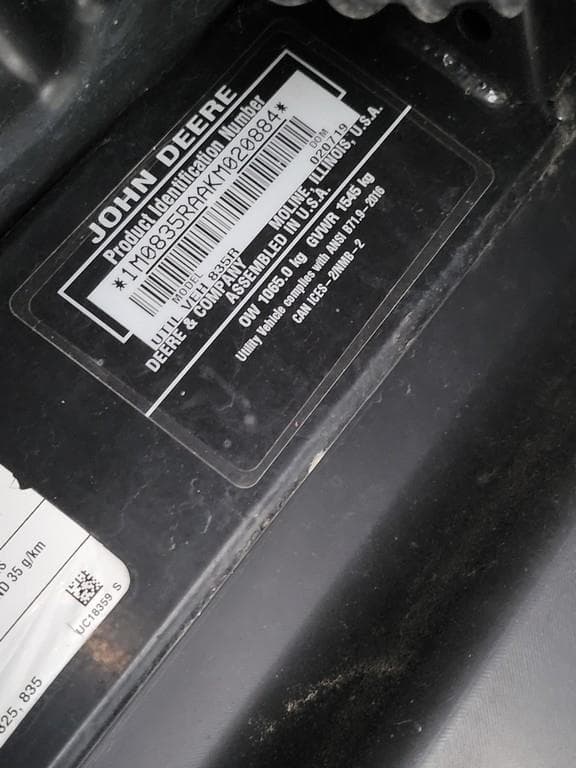 JOHN DEERE
Product Identification Number
*1M0835RAAKM020884*
MODEL
DOM
UTIL VEH 835R
020719
DEERE & COMPANY MOLINE, ILLINOIS, U.S.A.
ASSEMBLED IN U.S.A.
OW 1065.0 kg GVWR 1545 kg
Utility Vehicle complies with ANSI B71.9-2016
CAN ICES-2/NMB-2
35 g/km
UC18359 S
825, 835